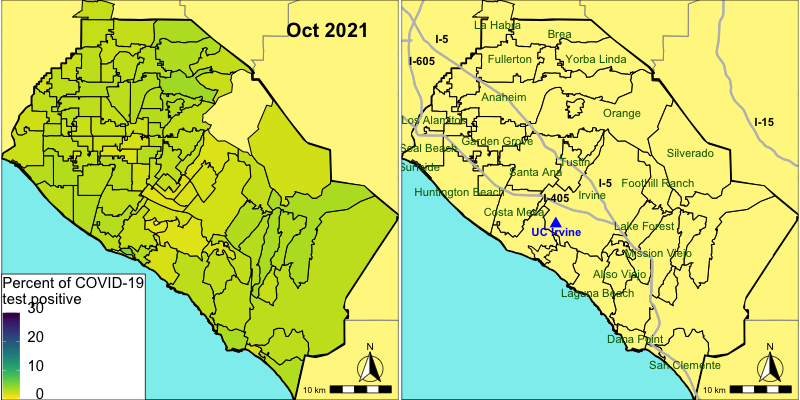 Oct 2021
Percent of COVID-19
test positive
30
20
10
0
N
10 km
La Habra
Brea
I-5
I-605
Fullerton
Yorba Linda
Anaheim
Orange
Los Alamitos
I-15
Garden Grove
Seal Beach
Silverado
Sunside
Tustin
Santa Ana
I-5
Foothill Ranch
Huntington Beach
Irvine
I-405
Costa Mesa
UC Irvine
Lake Forest
Mission Viejo
Aliso Viejo
Laguna Beach
Dana Point
San Clemente
N
10 km